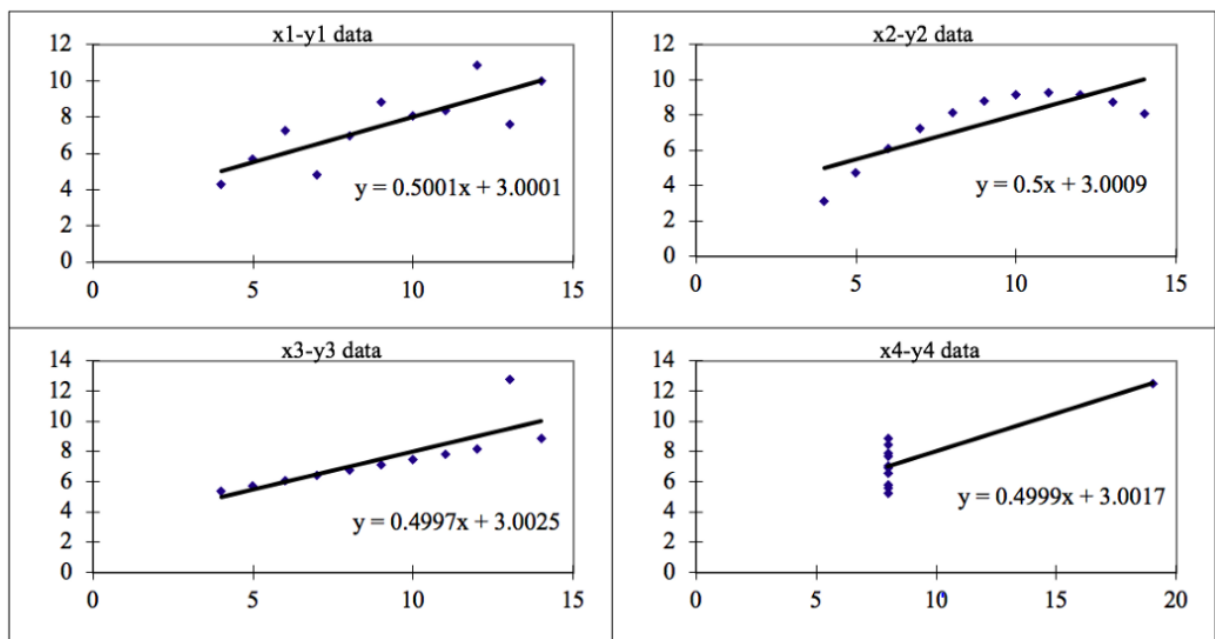 x1-y1 data
12
10
8
6
4
2
0
y = 0.5001x + 3.0001
0 5 10 15
x2-y2 data
12
10
8
6
4
2
0
y = 0.5x + 3.0009
0 5 10 15
x3-y3 data
14
12
10
8
6
4
2
0
y = 0.4997x + 3.0025
0 5 10 15
x4-y4 data
14
12
10
8
6
4
2
0
y = 0.4999x + 3.0017
0 5 10 15 20